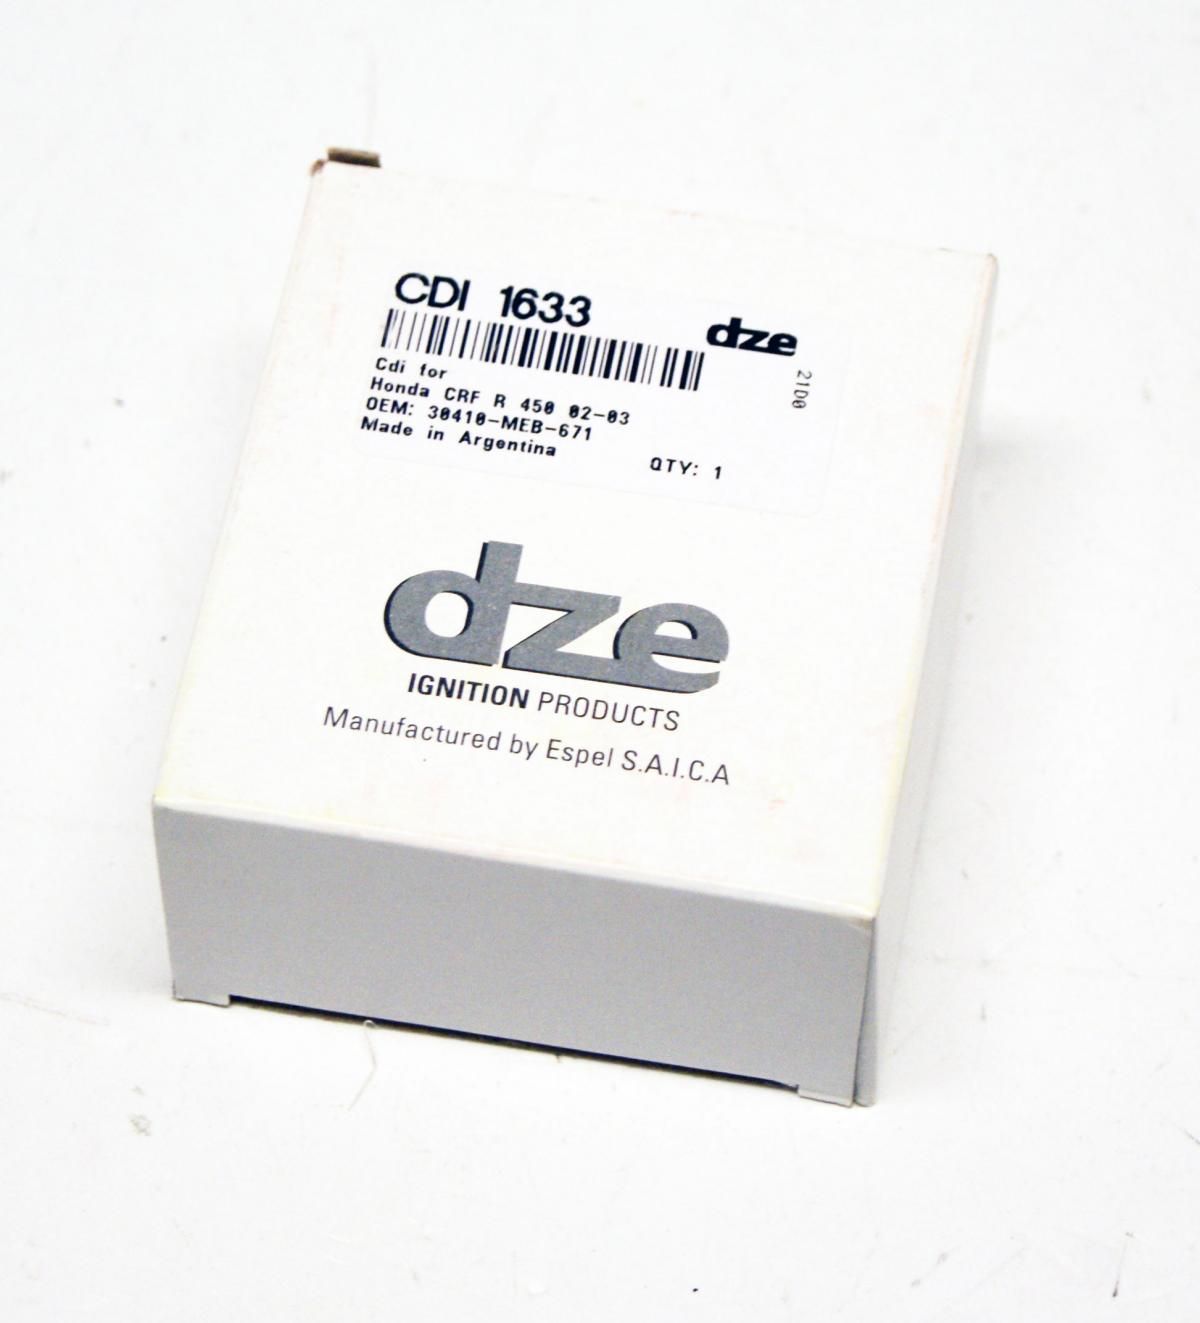 CDI 1633
dze
21D0
Cdi for
Honda CRF R 450 02-03
OEM: 30410-MEB-671
Made in Argentina
QTY: 1
dze
IGNITION PRODUCTS
Manufactured by Espel S.A.I.C.A